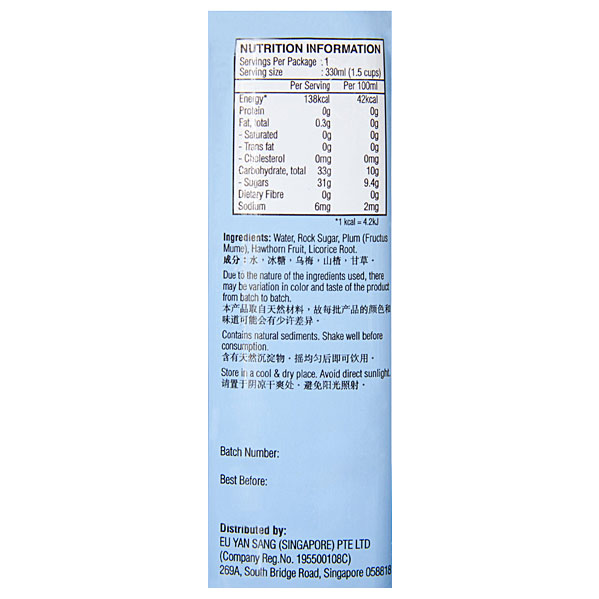 NUTRITION INFORMATION
Servings Per Package : 1
Serving size : 330ml (1.5 cups)
Per Serving Per 100ml
Energy* 138kcal 42kcal
Protein 0g 0g
Fat, total 0.3g 0g
- Saturated 0g 0g
- Trans fat 0g 0g
- Cholesterol 0mg 0mg
Carbohydrate, total 33g 10g
- Sugars 31g 9.4g
Dietary Fibre 0g 0g
Sodium 6mg 2mg
*1 kcal = 4.2kJ
Ingredients: Water, Rock Sugar, Plum (Fructus
Mume), Hawthorn Fruit, Licorice Root.
成分：水，冰糖，乌梅，山楂，甘草。
Due to the nature of the ingredients used, there
may be variation in color and taste of the product
from batch to batch.
本产品取自天然材料，故每批产品的颜色和
味道可能会有少许差异。
Contains natural sediments. Shake well before
consumption.
含有天然沉淀物。摇均匀后即可饮用。
Store in a cool & dry place. Avoid direct sunlight.
请置于阴凉干爽处。避免阳光照射。
Batch Number:
Best Before:
Distributed by:
EU YAN SANG (SINGAPORE) PTE LTD
(Company Reg.No. 195500108C)
269A, South Bridge Road, Singapore 058818